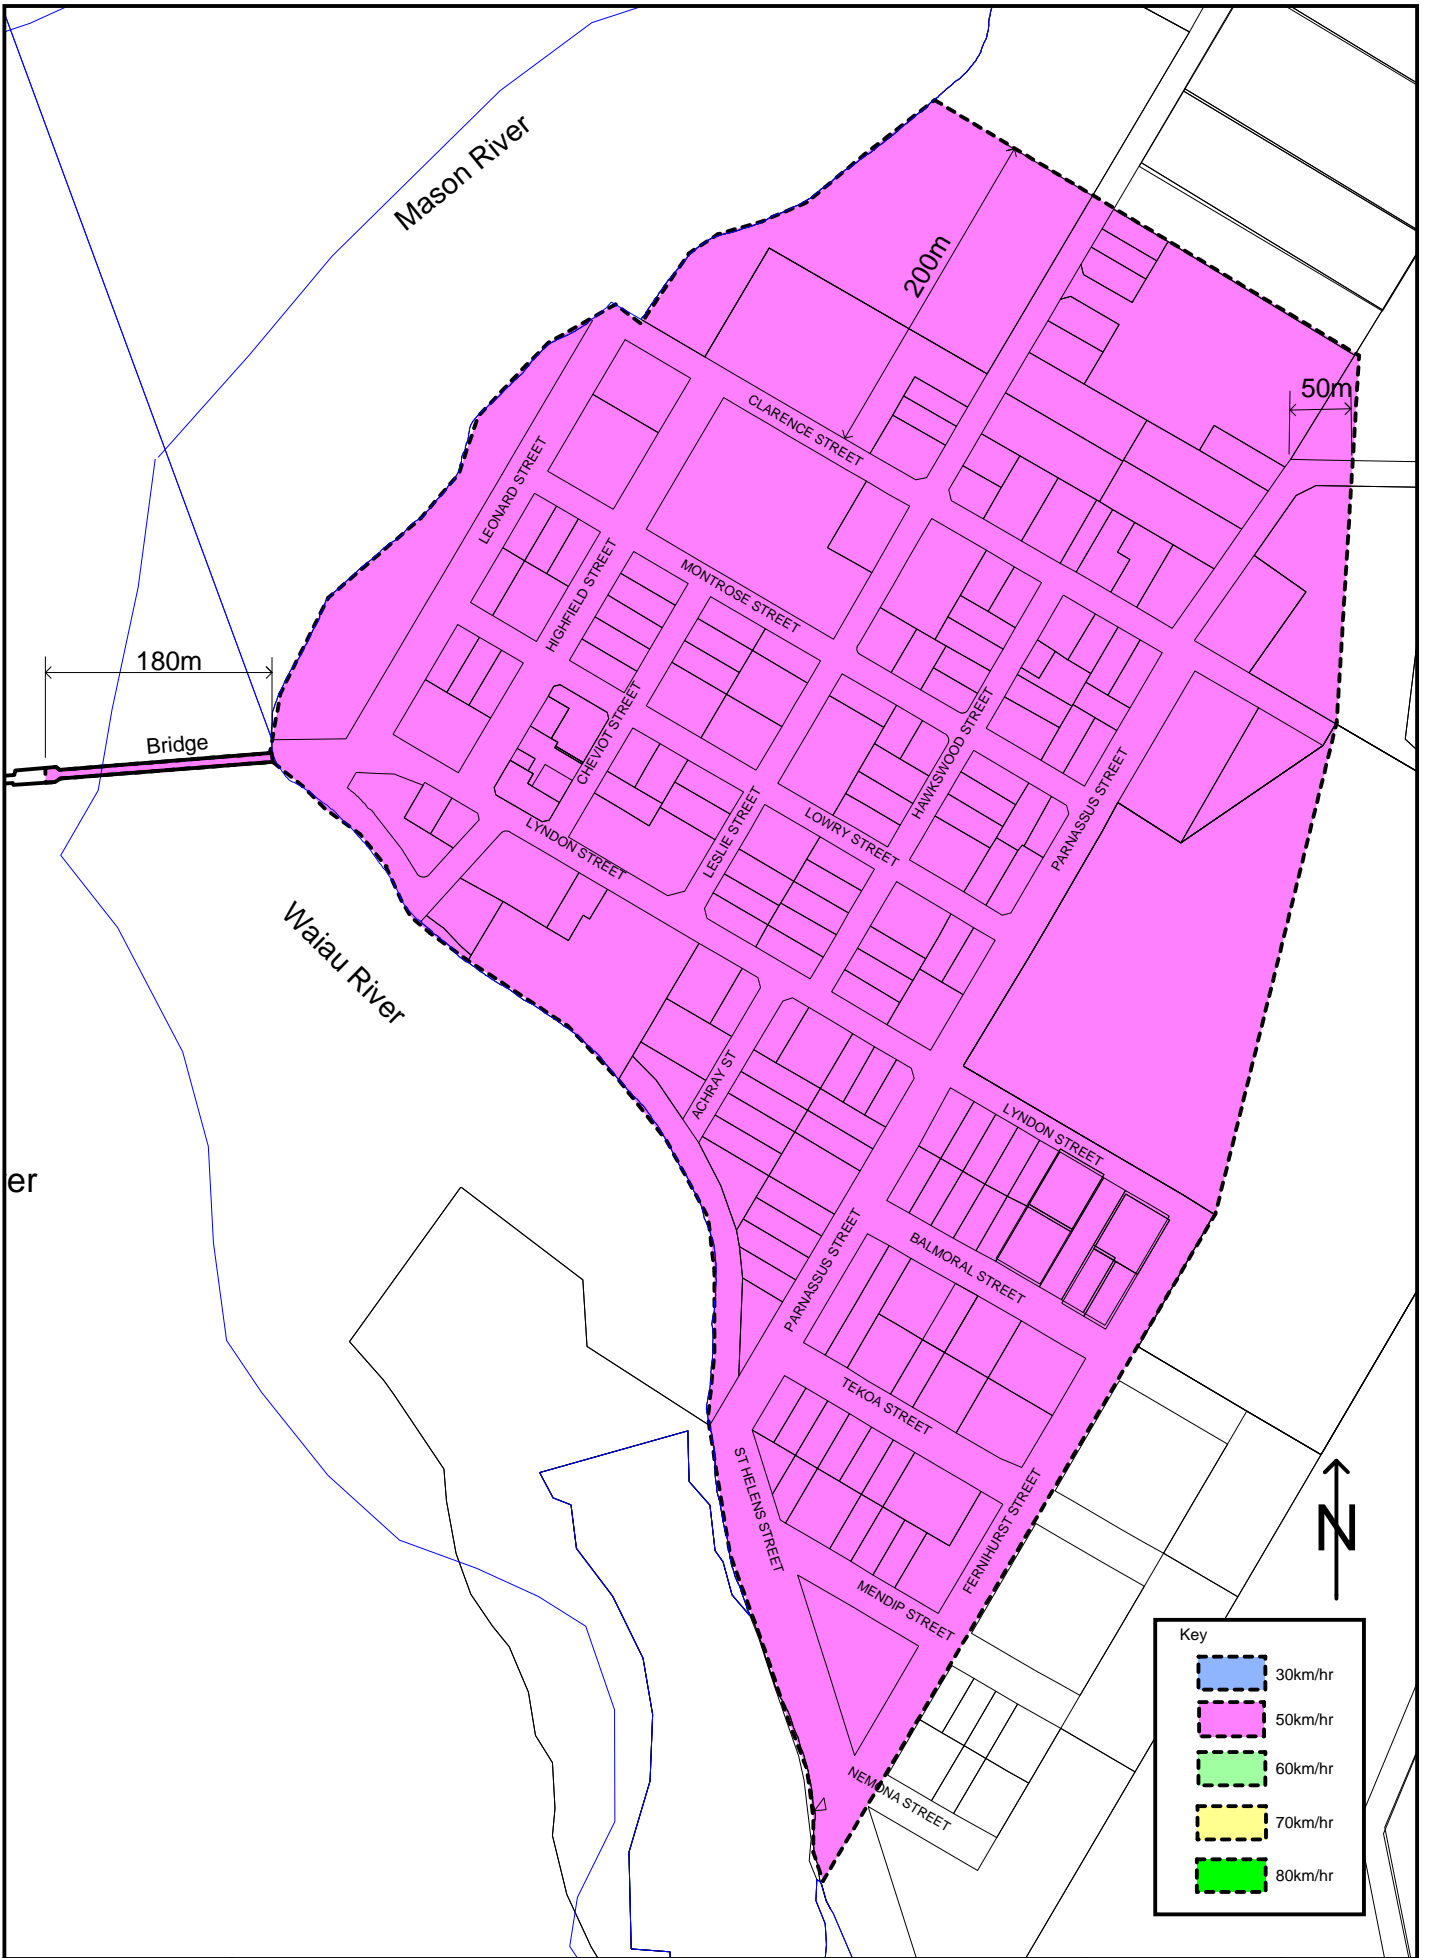 Mason River
200m
50m
CLARENCE STREET
LEONARD STREET
HIGHFIELD STREET
MONTROSE STREET
180m
Bridge
CHEVIOT STREET
HAWKSWOOD STREET
PARNASSUS STREET
LESLIE STREET
LOWRY STREET
LYNDON STREET
Waiau River
ACHRAY ST
LYNDON STREET
er
PARNASSUS STREET
BALMORAL STREET
TEKOA STREET
ST HELENS STREET
FERNIHURST STREET
N
MENDIP STREET
NEMONA STREET
Key
30km/hr
50km/hr
60km/hr
70km/hr
80km/hr